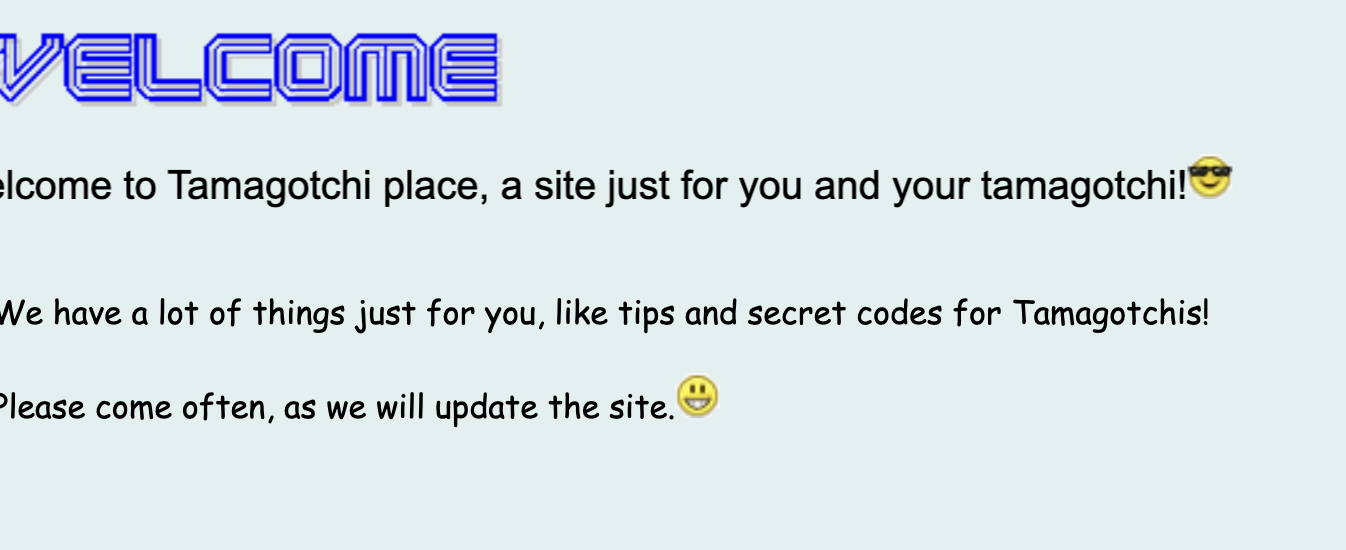 WELCOME
elcome to Tamagotchi place, a site just for you and your tamagotchi!😎
We have a lot of things just for you, like tips and secret codes for Tamagotchis!
Please come often, as we will update the site.😀